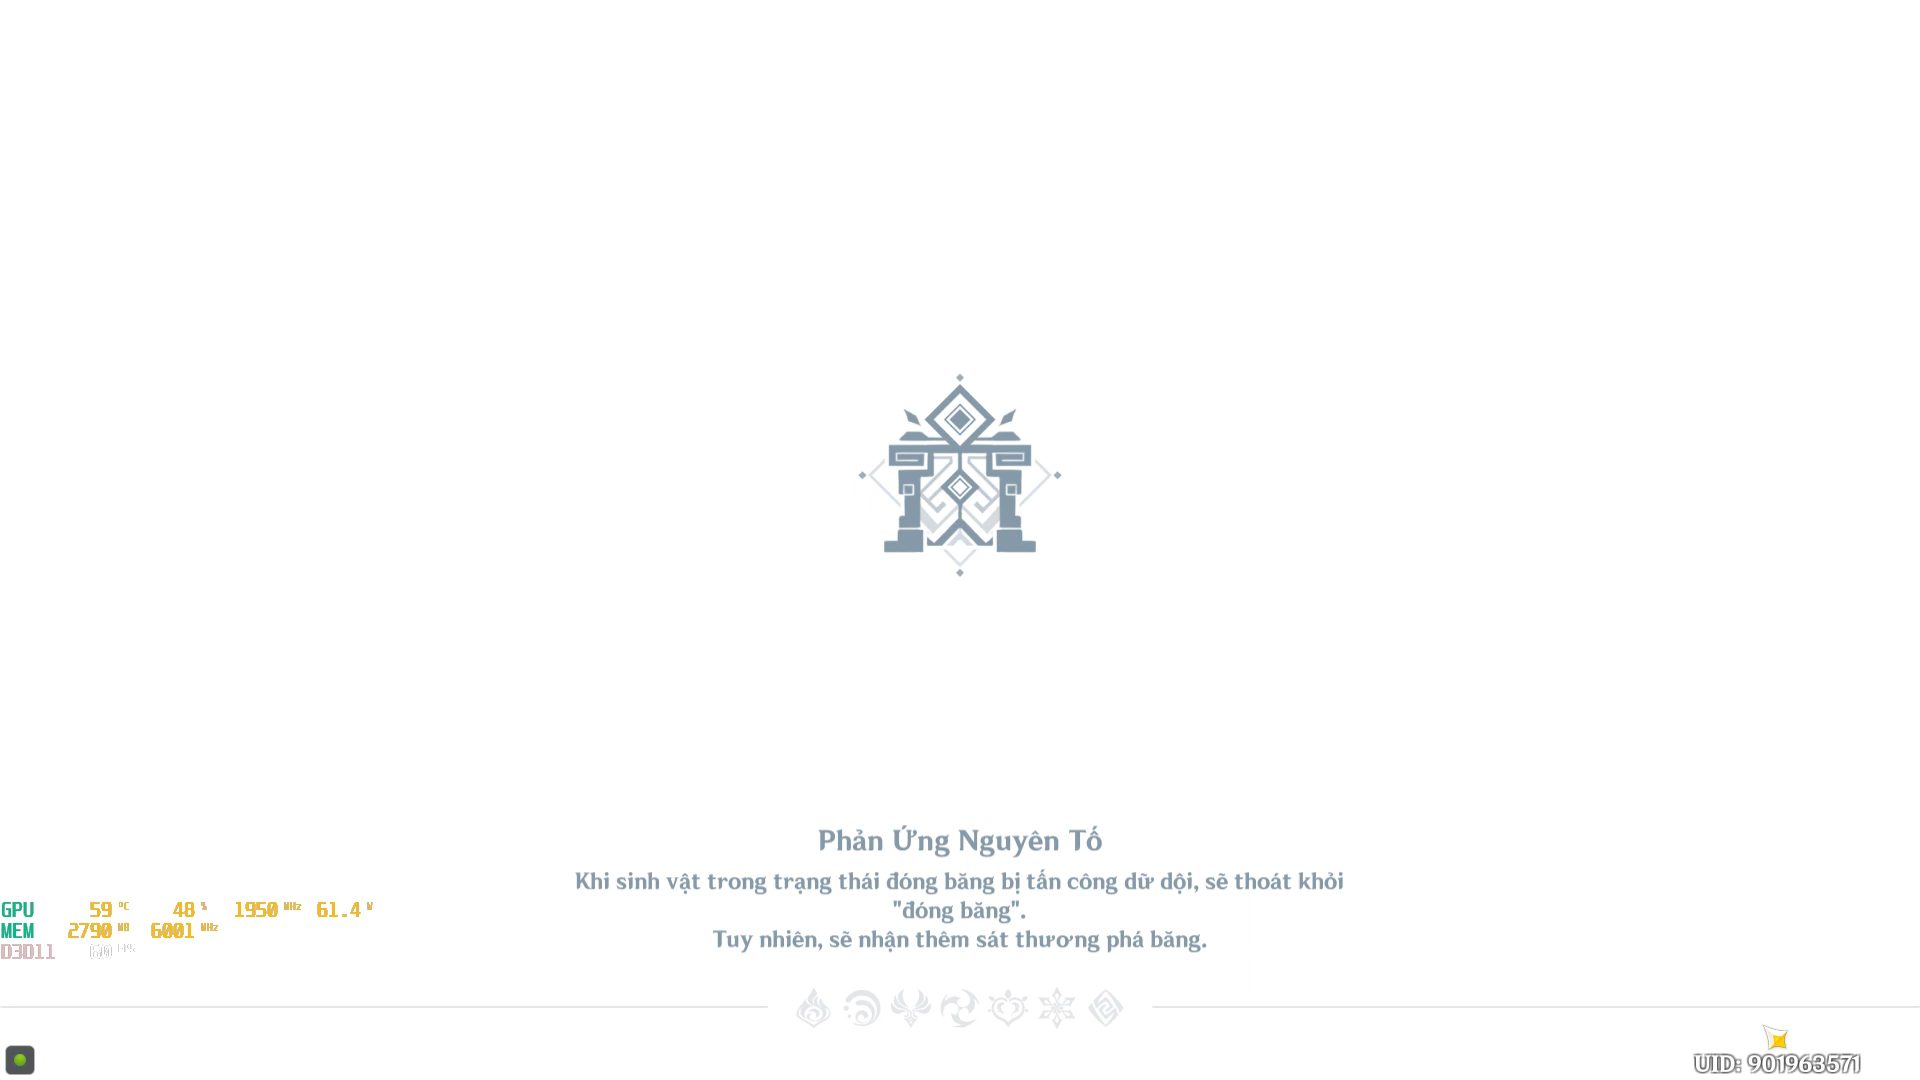 Phản Ứng Nguyên Tố
Khi sinh vật trong trạng thái đóng băng bị tấn công dữ dội, sẽ thoát khỏi
"đóng băng".
Tuy nhiên, sẽ nhận thêm sát thương phá băng.
GPU 59 °C 48 % 1950 MHz 61.4 W
MEM 2790 MB 6001 MHz
D3D11 60 FPS
UID: 901963571